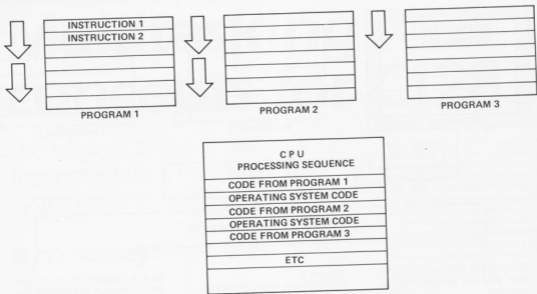 INSTRUCTION 1
INSTRUCTION 2
PROGRAM 1
PROGRAM 2
PROGRAM 3
C P U
PROCESSING SEQUENCE
CODE FROM PROGRAM 1
OPERATING SYSTEM CODE
CODE FROM PROGRAM 2
OPERATING SYSTEM CODE
CODE FROM PROGRAM 3
ETC